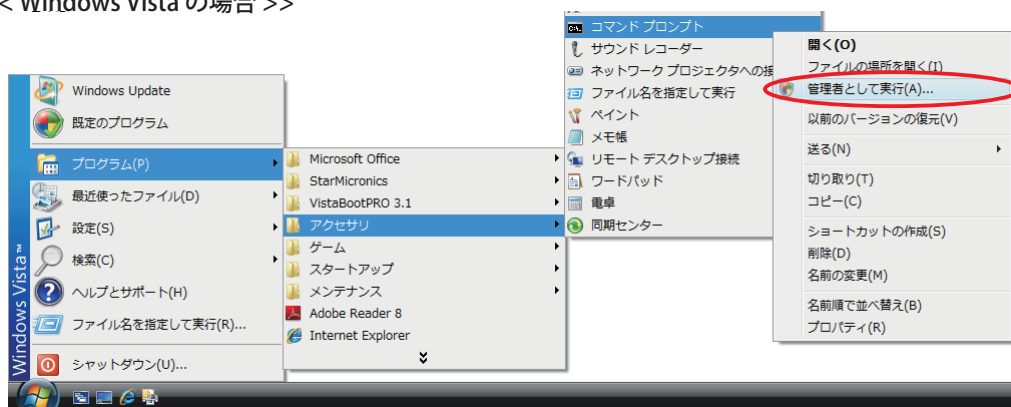 < Windows Vista の場合 >>
Windows Update
既定のプログラム
プログラム(P)
最近使ったファイル(D)
設定(S)
検索(C)
ヘルプとサポート(H)
ファイル名を指定して実行(R)...
シャットダウン(U)...
Windows Vista™
Microsoft Office
StarMicronics
VistaBootPRO 3.1
アクセサリ
ゲーム
スタートアップ
メンテナンス
Adobe Reader 8
Internet Explorer
コマンド プロンプト
サウンド レコーダー
ネットワーク プロジェクタへの接
ファイル名を指定して実行
ペイント
メモ帳
リモート デスクトップ接続
ワードパッド
電卓
同期センター
開く(O)
ファイルの場所を開く(I)
管理者として実行(A)...
以前のバージョンの復元(V)
送る(N)
切り取り(T)
コピー(C)
ショートカットの作成(S)
削除(D)
名前の変更(M)
名前順で並べ替え(B)
プロパティ(R)